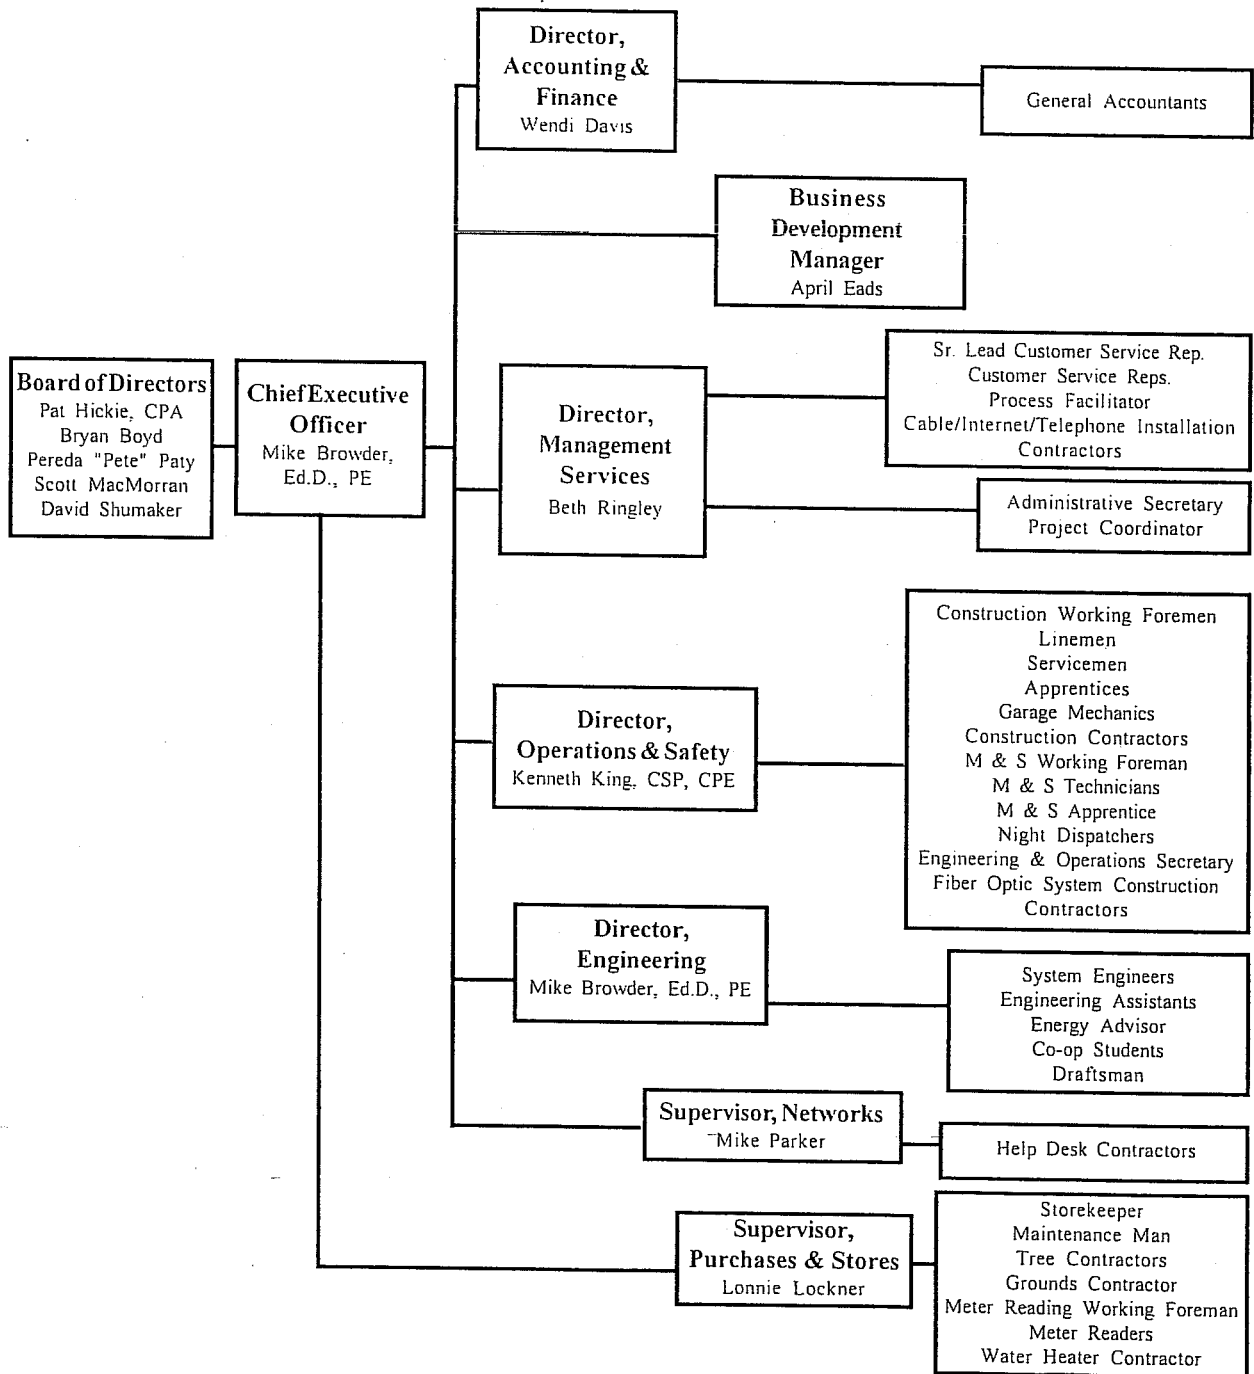 Director,
Accounting &
Finance
Wendi Davis
General Accountants
Business
Development
Manager
April Eads
Board of Directors
Pat Hickie, CPA
Bryan Boyd
Pereda "Pete" Paty
Scott MacMorran
David Shumaker
Chief Executive
Officer
Mike Browder,
Ed.D., PE
Director,
Management
Services
Beth Ringley
Sr. Lead Customer Service Rep.
Customer Service Reps.
Process Facilitator
Cable/Internet/Telephone Installation
Contractors
Administrative Secretary
Project Coordinator
Director,
Operations & Safety
Kenneth King, CSP, CPE
Construction Working Foremen
Linemen
Servicemen
Apprentices
Garage Mechanics
Construction Contractors
M & S Working Foreman
M & S Technicians
M & S Apprentice
Night Dispatchers
Engineering & Operations Secretary
Fiber Optic System Construction
Contractors
Director,
Engineering
Mike Browder, Ed.D., PE
System Engineers
Engineering Assistants
Energy Advisor
Co-op Students
Draftsman
Supervisor, Networks
Mike Parker
Help Desk Contractors
Supervisor,
Purchases & Stores
Lonnie Lockner
Storekeeper
Maintenance Man
Tree Contractors
Grounds Contractor
Meter Reading Working Foreman
Meter Readers
Water Heater Contractor